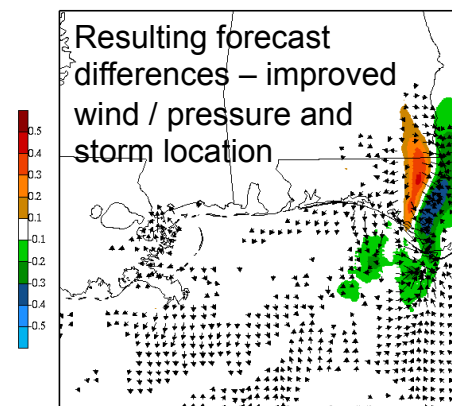 Resulting forecast
differences – improved
wind / pressure and
storm location
0.5
0.4
0.3
0.2
0.1
-0.1
-0.2
-0.3
-0.4
-0.5